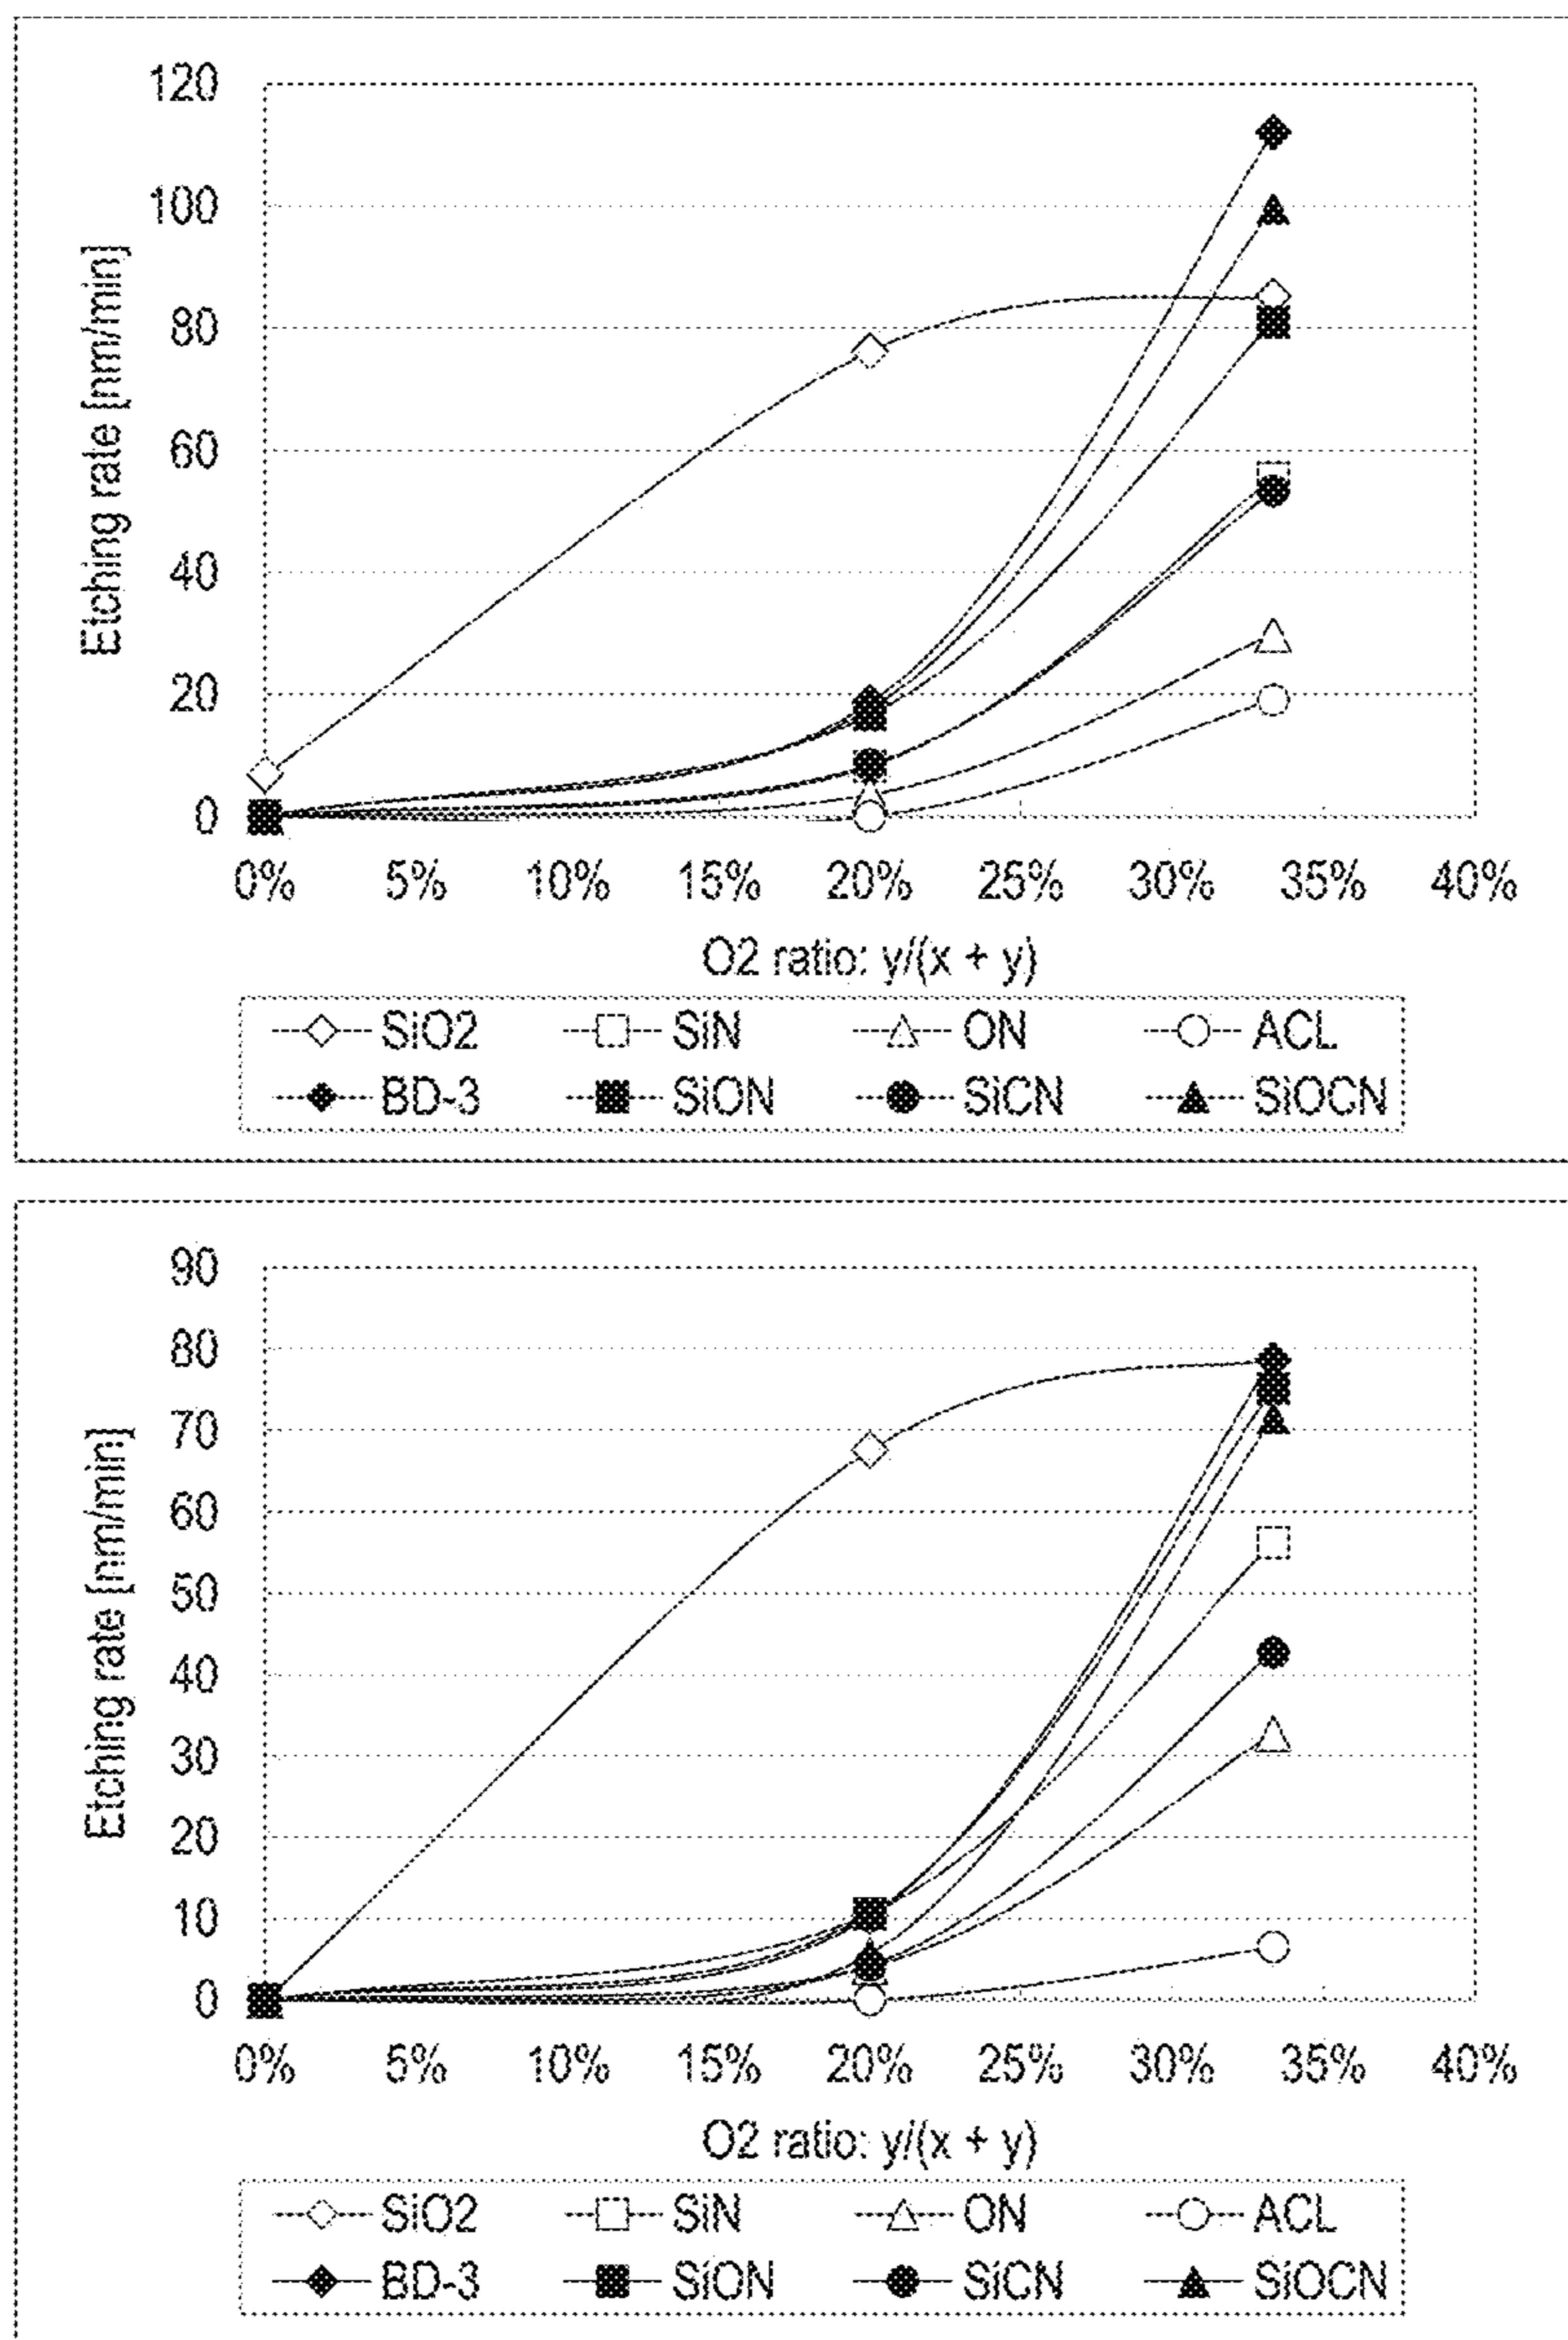 120
100
80
60
40
20
0
Etching rate [nm/min]
0% 5% 10% 15% 20% 25% 30% 35% 40%
O2 ratio: y/(x + y)
SiO2 SiN ON ACL
BD-3 SiON SiCN SiOCN
90
80
70
60
50
40
30
20
10
0
Etching rate [nm/min]
0% 5% 10% 15% 20% 25% 30% 35% 40%
O2 ratio: y/(x + y)
SiO2 SiN ON ACL
BD-3 SiON SiCN SiOCN